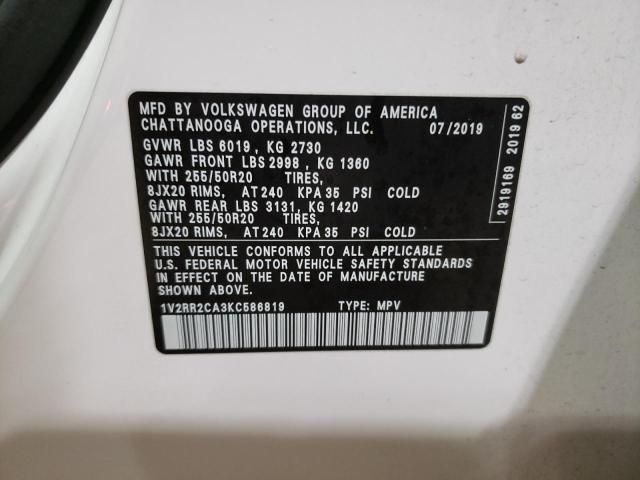 MFD BY VOLKSWAGEN GROUP OF AMERICA
CHATTANOOGA OPERATIONS, LLC. 07/2019
GVWR LBS 6019, KG 2730
GAWR FRONT LBS 2998, KG 1360
WITH 255/50R20 TIRES,
8JX20 RIMS, AT 240 KPA 35 PSI COLD
GAWR REAR LBS 3131, KG 1420
WITH 255/50R20 TIRES,
8JX20 RIMS, AT 240 KPA 35 PSI COLD
THIS VEHICLE CONFORMS TO ALL APPLICABLE
U.S. FEDERAL MOTOR VEHICLE SAFETY STANDARDS
IN EFFECT ON THE DATE OF MANUFACTURE
SHOWN ABOVE.
1V2RR2CA3KC586819 TYPE: MPV
2919169 2019 62